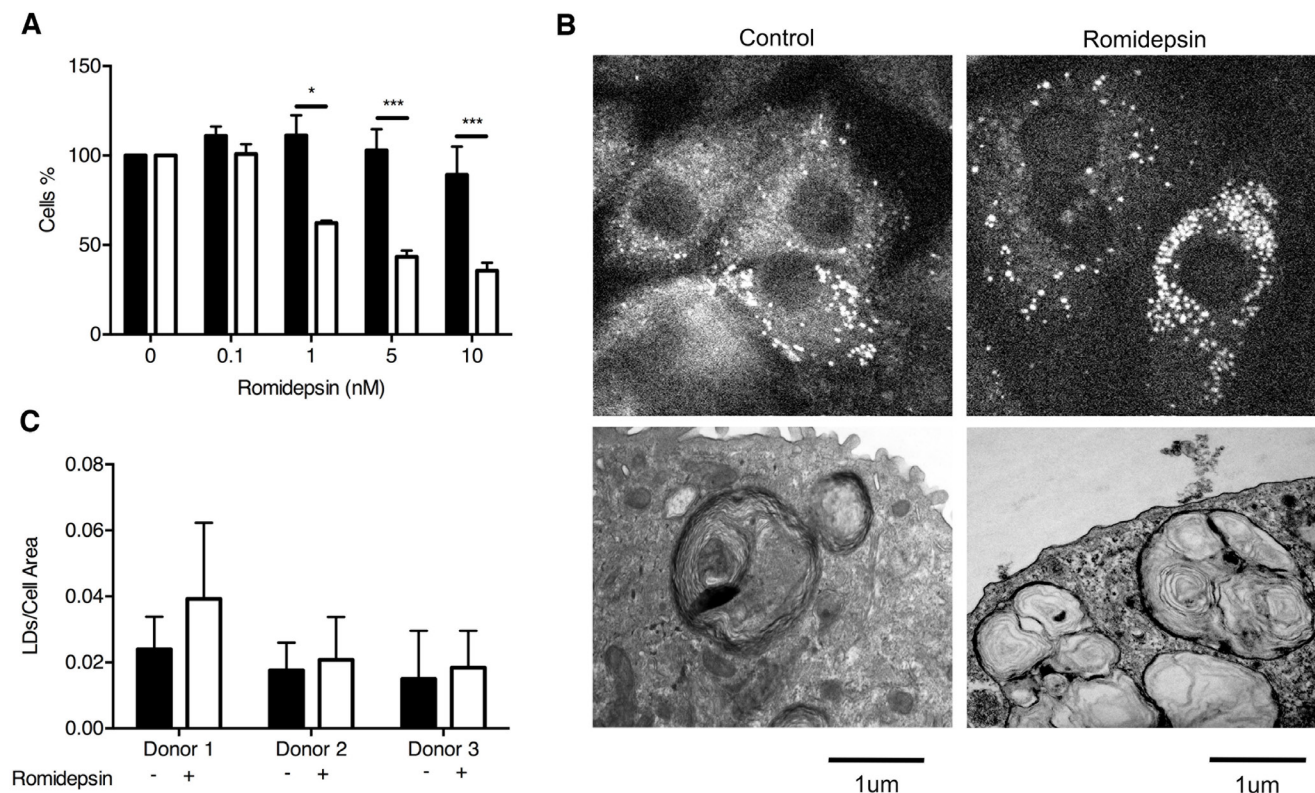 A
150
100
50
0
Cells %
*
***
***
0 0.1 1 5 10
Romidepsin (nM)
B
Control Romidepsin
1um 1um
C
0.08
0.06
0.04
0.02
0.00
LDs/Cell Area
Donor 1 Donor 2 Donor 3
Romidepsin - + - + - +